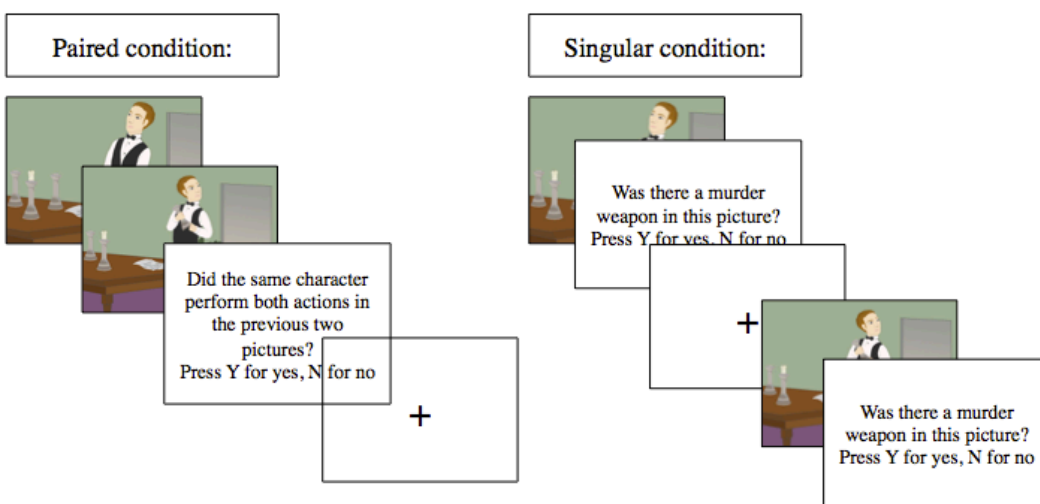 Paired condition:
Did the same character
perform both actions in
the previous two
pictures?
Press Y for yes, N for no
+
Singular condition:
Was there a murder
weapon in this picture?
Press Y for yes, N for no
+
Was there a murder
weapon in this picture?
Press Y for yes, N for no